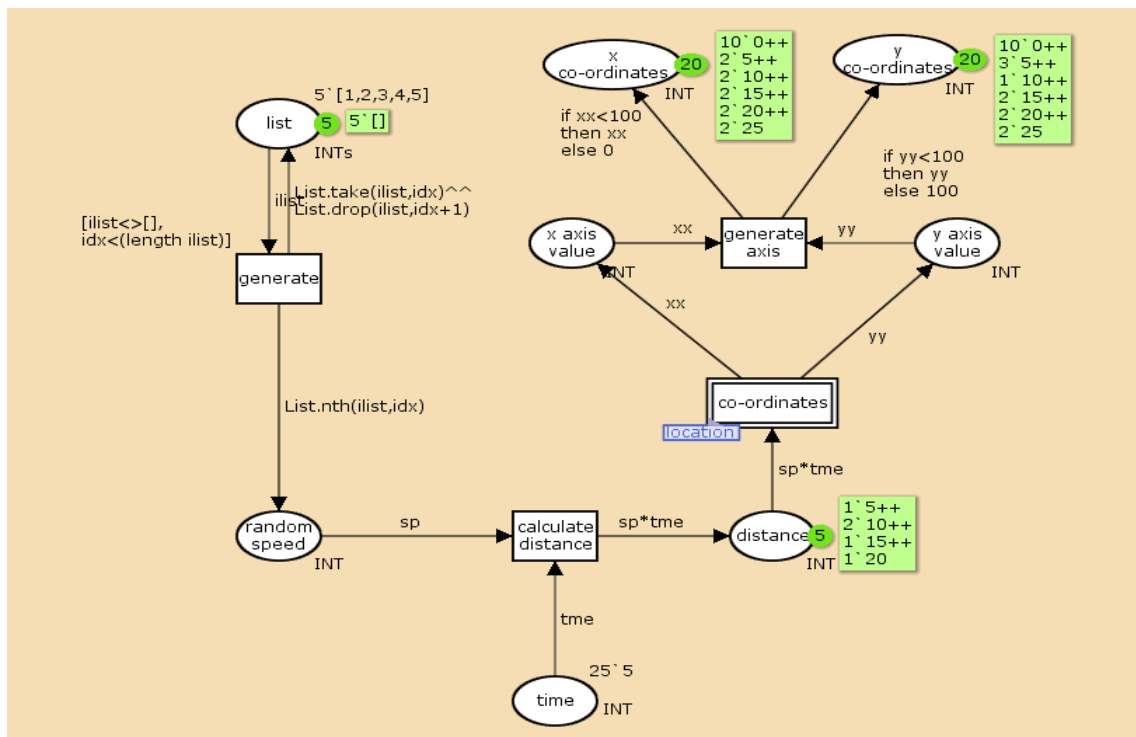 x
co-ordinates
20
INT
10`0++
2`5++
2`10++
2`15++
2`20++
2`25
y
co-ordinates
20
INT
10`0++
3`5++
1`10++
2`15++
2`20++
2`25
5`[1,2,3,4,5]
list
5
5`[]
INTs
if xx<100
then xx
else 0
if yy<100
then yy
else 100
ilist
List.take(ilist,idx)^^
List.drop(ilist,idx+1)
[ilist<>[],
idx<(length ilist)]
generate
x axis
value
INT
xx
generate
axis
yy
y axis
value
INT
xx
yy
List.nth(ilist,idx)
co-ordinates
location
sp*tme
random
speed
INT
sp
calculate
distance
sp*tme
distance
5
INT
1`5++
2`10++
1`15++
1`20
tme
25`5
time
INT